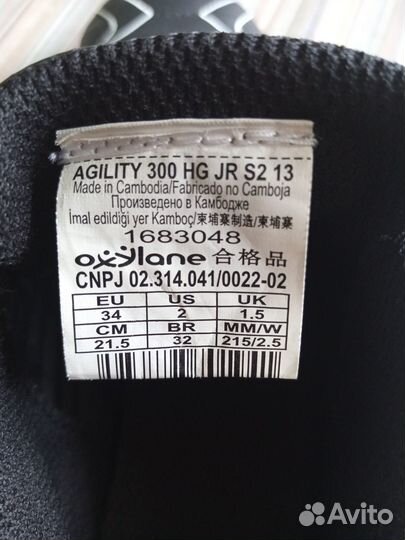 AGILITY 300 HG JR S2 13
Made in Cambodia/Fabricado no Camboja
Произведено в Камбодже
İmal edildiği yer Kamboç/柬埔寨制造/柬埔寨
1683048
oxylane 合格品
CNPJ 02.314.041/0022-02
EU US UK
34 2 1.5
CM BR MM/W
21.5 32 215/2.5
Avito